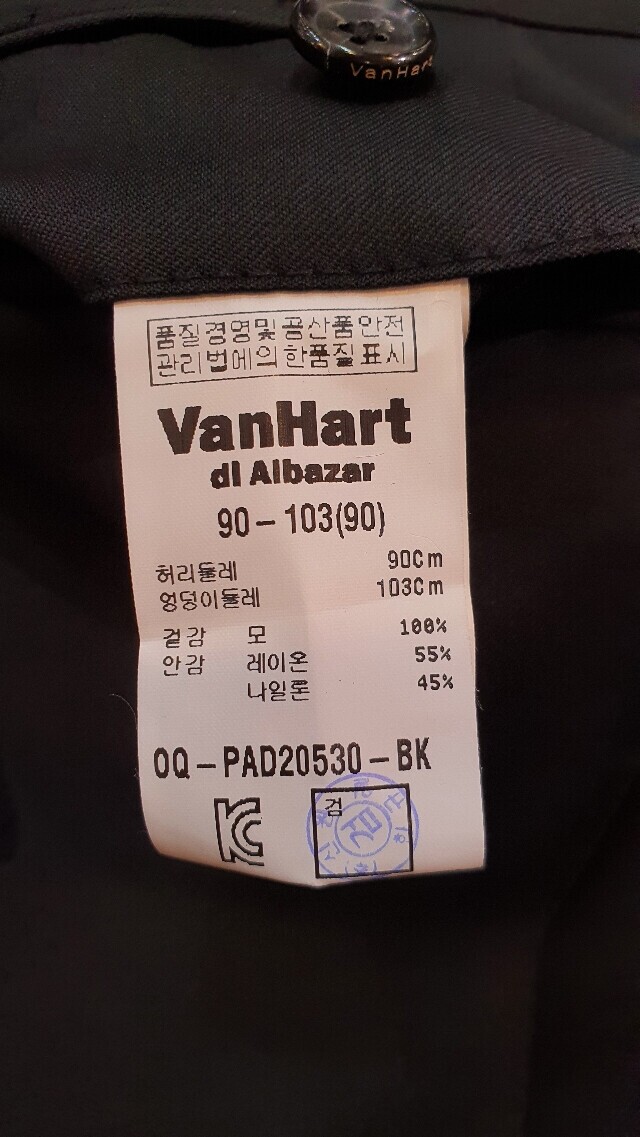 VanHart
품질경영및공산품안전
관리법에의한품질표시
VanHart
dI Albazar
90-103(90)
허리둘레 90Cm
엉덩이둘레 103Cm
겉감 모 100%
안감 레이온 55%
나일론 45%
OQ-PAD20530-BK
검